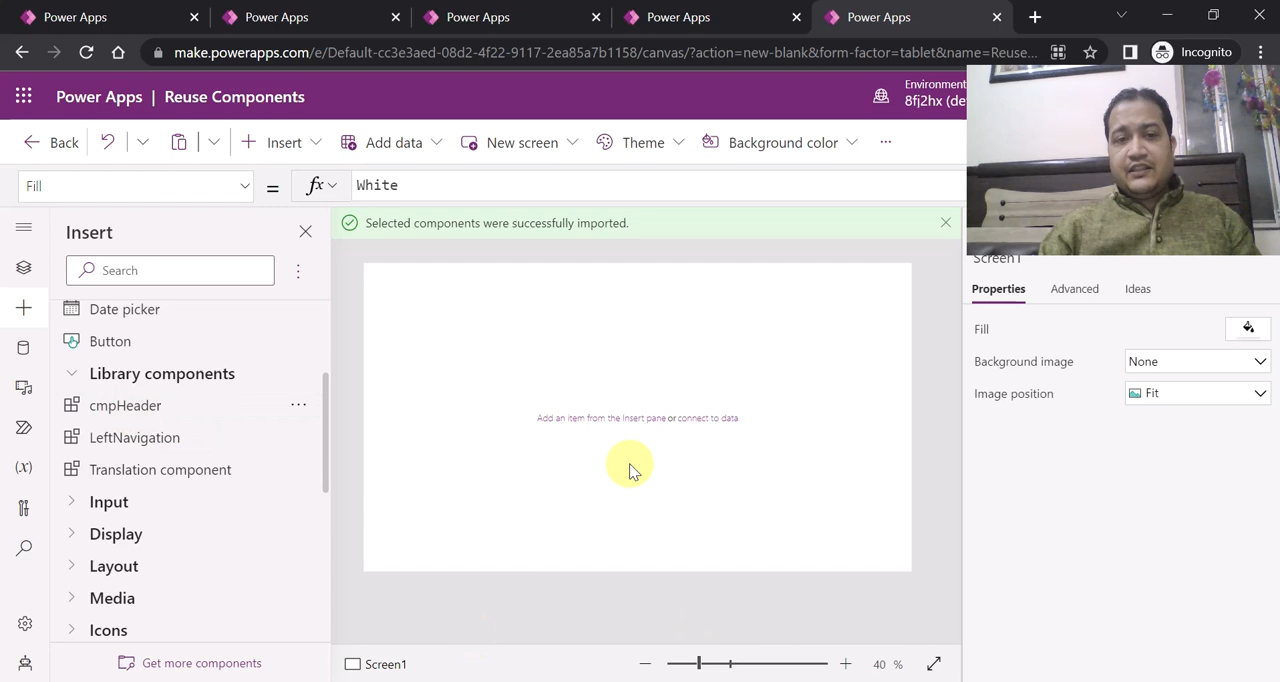 Power Apps
Power Apps
Power Apps
Power Apps
Power Apps
make.powerapps.com/e/Default-cc3e3aed-08d2-4f22-9117-2ea85a7b1158/canvas/?action=new-blank&form-factor=tablet&name=Reuse...
Incognito
Power Apps | Reuse Components
Environment
8fj2hx (de
Back
Insert
Add data
New screen
Theme
Background color
...
Fill
=
fx
White
Insert
Selected components were successfully imported.
Screen1
Search
Properties
Advanced
Ideas
Date picker
Button
Library components
cmpHeader
LeftNavigation
Translation component
Input
Display
Layout
Media
Icons
Get more components
Fill
Background image
None
Image position
Fit
Add an item from the Insert pane or connect to data
(x)
Screen1
40 %